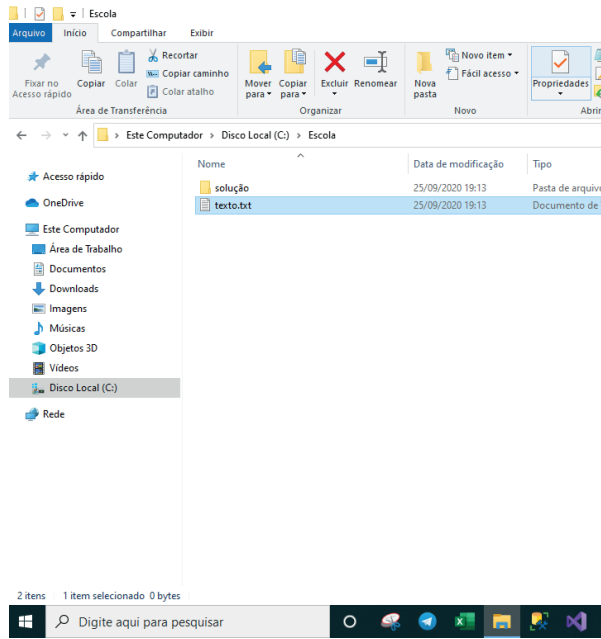 Escola
Arquivo Início Compartilhar Exibir
Fixar no Acesso rápido
Copiar
Colar
Recortar
Copiar caminho
Colar atalho
Mover para
Copiar para
Excluir
Renomear
Nova pasta
Novo item
Fácil acesso
Propriedades
Área de Transferência Organizar Novo Abrir
Este Computador > Disco Local (C:) > Escola
Nome Data de modificação Tipo
solução 25/09/2020 19:13 Pasta de arquivo
texto.txt 25/09/2020 19:13 Documento de
Acesso rápido
OneDrive
Este Computador
Área de Trabalho
Documentos
Downloads
Imagens
Músicas
Objetos 3D
Vídeos
Disco Local (C:)
Rede
2 itens 1 item selecionado 0 bytes
Digite aqui para pesquisar